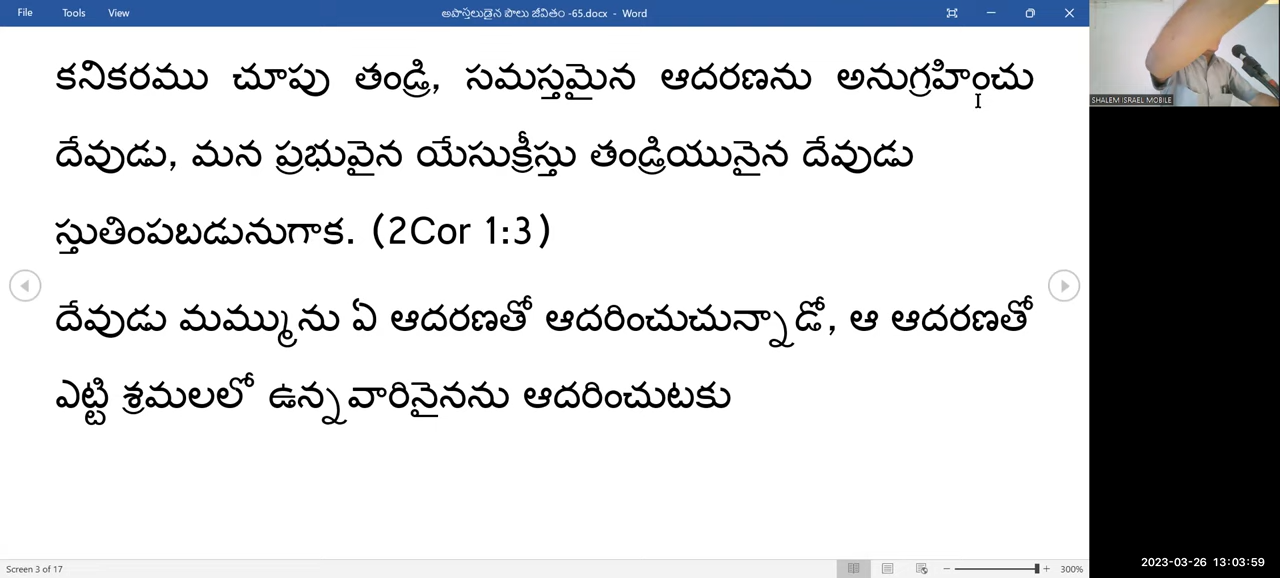 File Tools View అపొస్తలుడైన పౌలు జీవితం -65.docx - Word
కనికరము చూపు తండ్రి, సమస్తమైన ఆదరణను అనుగ్రహించు
దేవుడు, మన ప్రభువైన యేసుక్రీస్తు తండ్రియునైన దేవుడు
స్తుతింపబడునుగాక. (2Cor 1:3)
దేవుడు మమ్మును ఏ ఆదరణతో ఆదరించుచున్నాడో, ఆ ఆదరణతో
ఎట్టి శ్రమలలో ఉన్నవారినైనను ఆదరించుటకు
SHALEM ISRAEL MOBILE
2023-03-26 13:03:59
Screen 3 of 17 300%